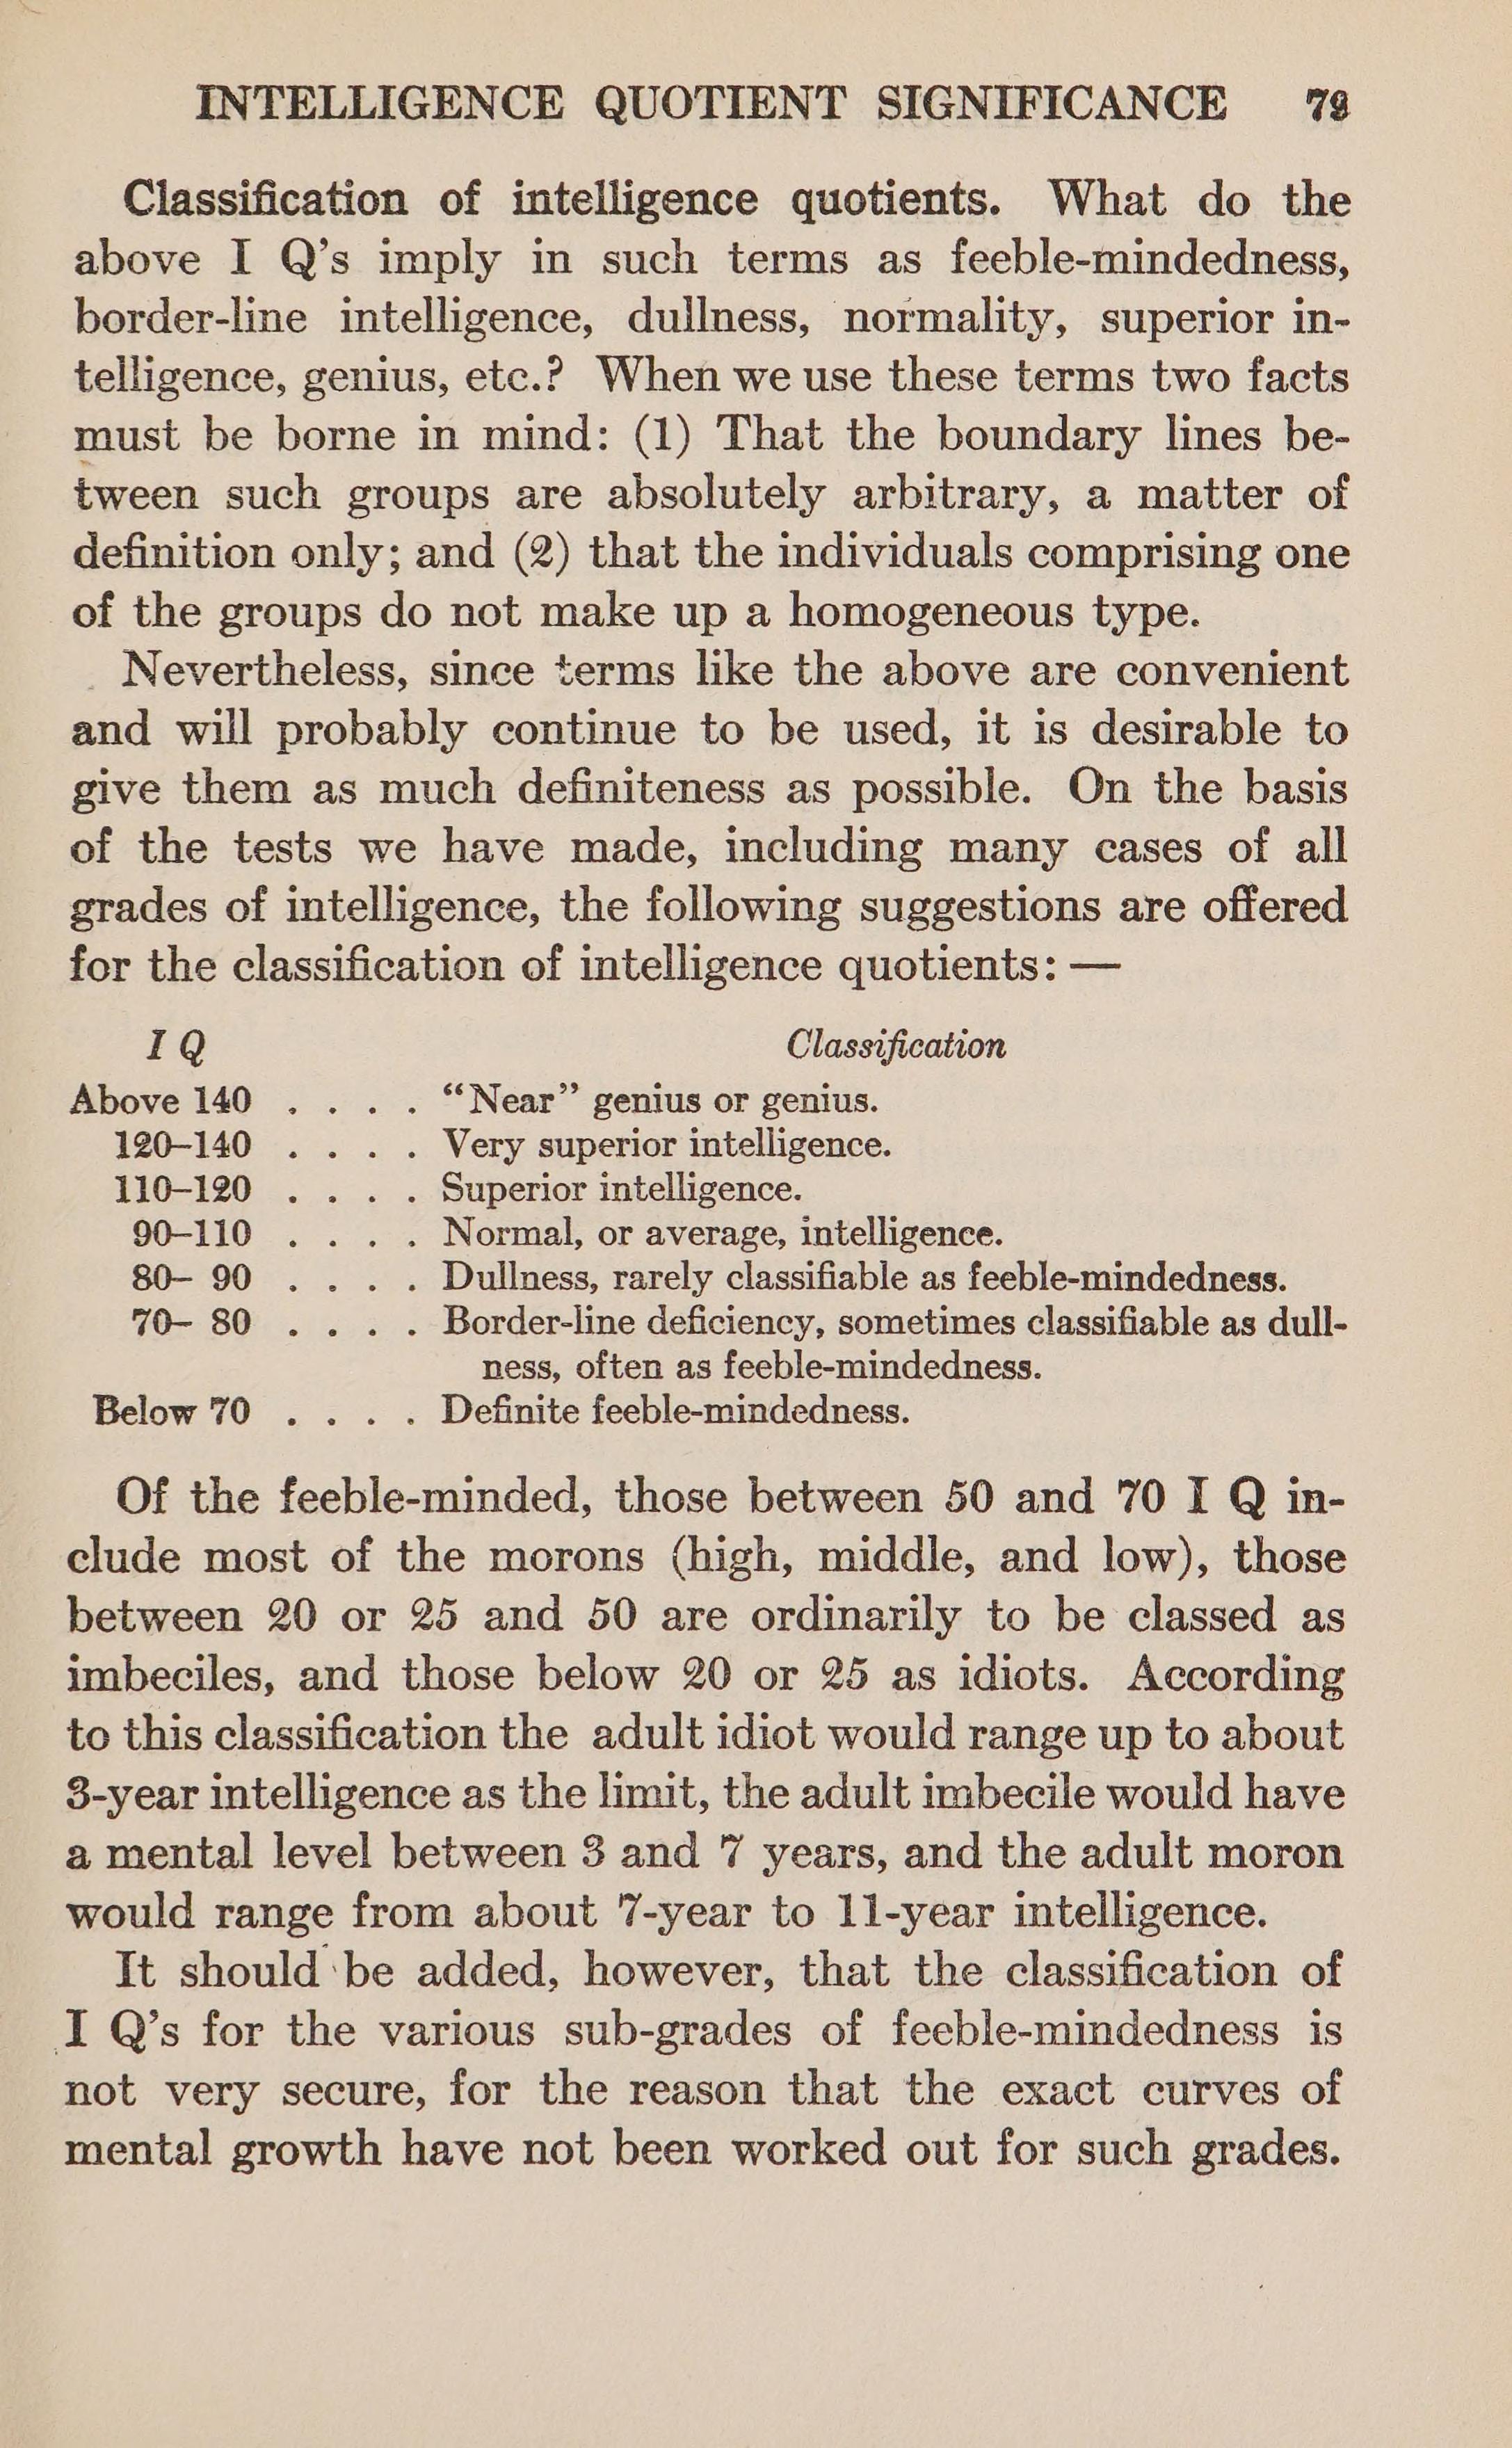 INTELLIGENCE QUOTIENT SIGNIFICANCE 79
Classification of intelligence quotients. What do the
above I Q's imply in such terms as feeble-mindedness,
border-line intelligence, dullness, normality, superior in-
telligence, genius, etc.? When we use these terms two facts
must be borne in mind: (1) That the boundary lines be-
tween such groups are absolutely arbitrary, a matter of
definition only; and (2) that the individuals comprising one
of the groups do not make up a homogeneous type.
Nevertheless, since terms like the above are convenient
and will probably continue to be used, it is desirable to
give them as much definiteness as possible. On the basis
of the tests we have made, including many cases of all
grades of intelligence, the following suggestions are offered
for the classification of intelligence quotients: —
I Q Classification
Above 140 . . . . “Near” genius or genius.
120–140 . . . . Very superior intelligence.
110–120 . . . . Superior intelligence.
90–110 . . . . Normal, or average, intelligence.
80– 90 . . . . Dullness, rarely classifiable as feeble-mindedness.
70– 80 . . . . Border-line deficiency, sometimes classifiable as dull-
ness, often as feeble-mindedness.
Below 70 . . . . Definite feeble-mindedness.
Of the feeble-minded, those between 50 and 70 I Q in-
clude most of the morons (high, middle, and low), those
between 20 or 25 and 50 are ordinarily to be classed as
imbeciles, and those below 20 or 25 as idiots. According
to this classification the adult idiot would range up to about
3-year intelligence as the limit, the adult imbecile would have
a mental level between 3 and 7 years, and the adult moron
would range from about 7-year to 11-year intelligence.
It should be added, however, that the classification of
I Q's for the various sub-grades of feeble-mindedness is
not very secure, for the reason that the exact curves of
mental growth have not been worked out for such grades.